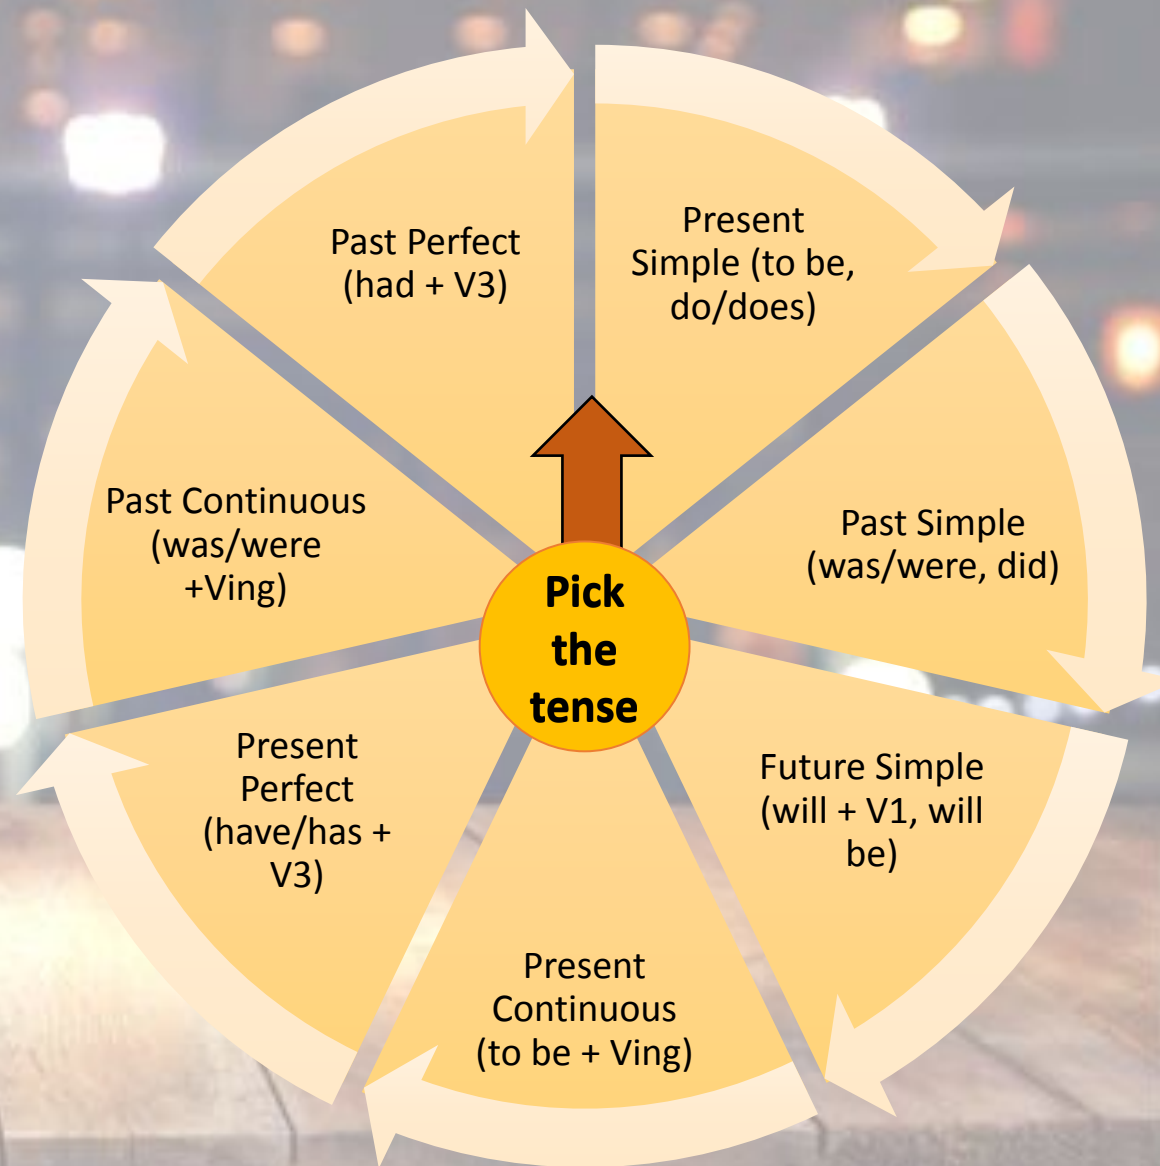 Past Perfect
(had + V3)
Present
Simple (to be,
do/does)
Past Continuous
(was/were
+Ving)
Past Simple
(was/were, did)
Pick
the
tense
Present
Perfect
(have/has +
V3)
Future Simple
(will + V1, will
be)
Present
Continuous
(to be + Ving)